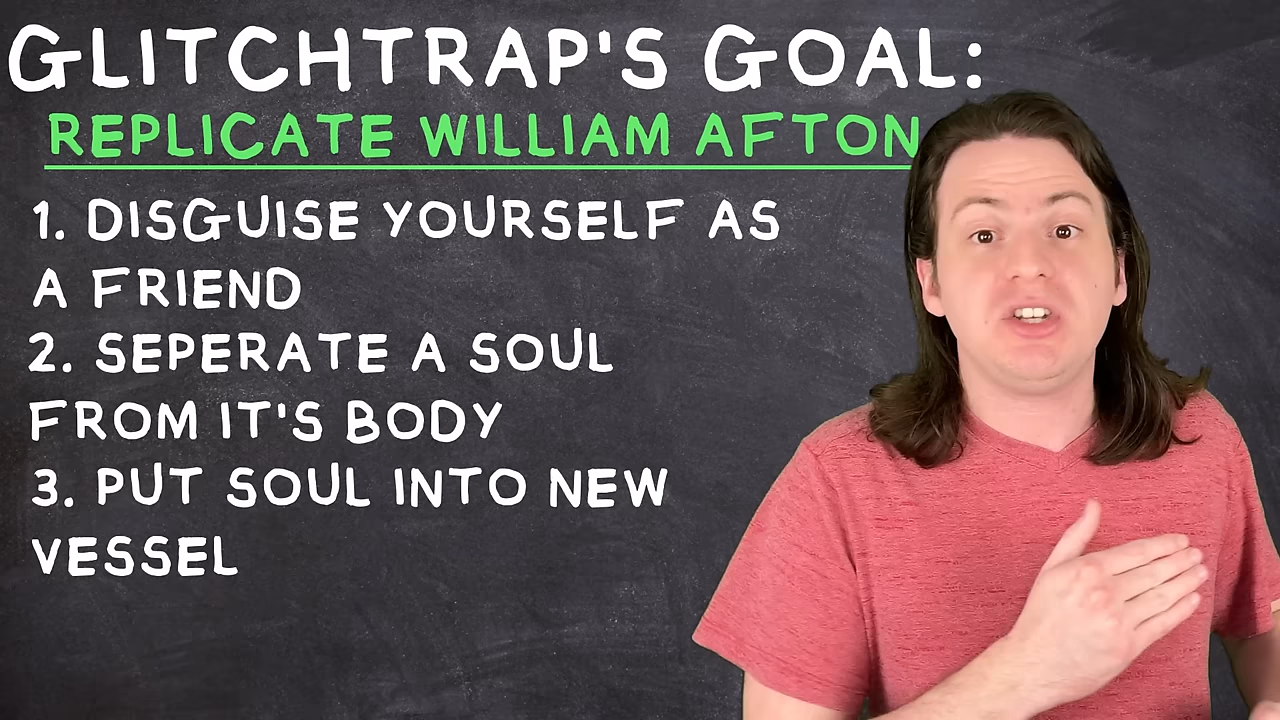 GLITCHTRAP'S GOAL:
REPLICATE WILLIAM AFTON
1. DISGUISE YOURSELF AS
A FRIEND
2. SEPERATE A SOUL
FROM IT'S BODY
3. PUT SOUL INTO NEW
VESSEL